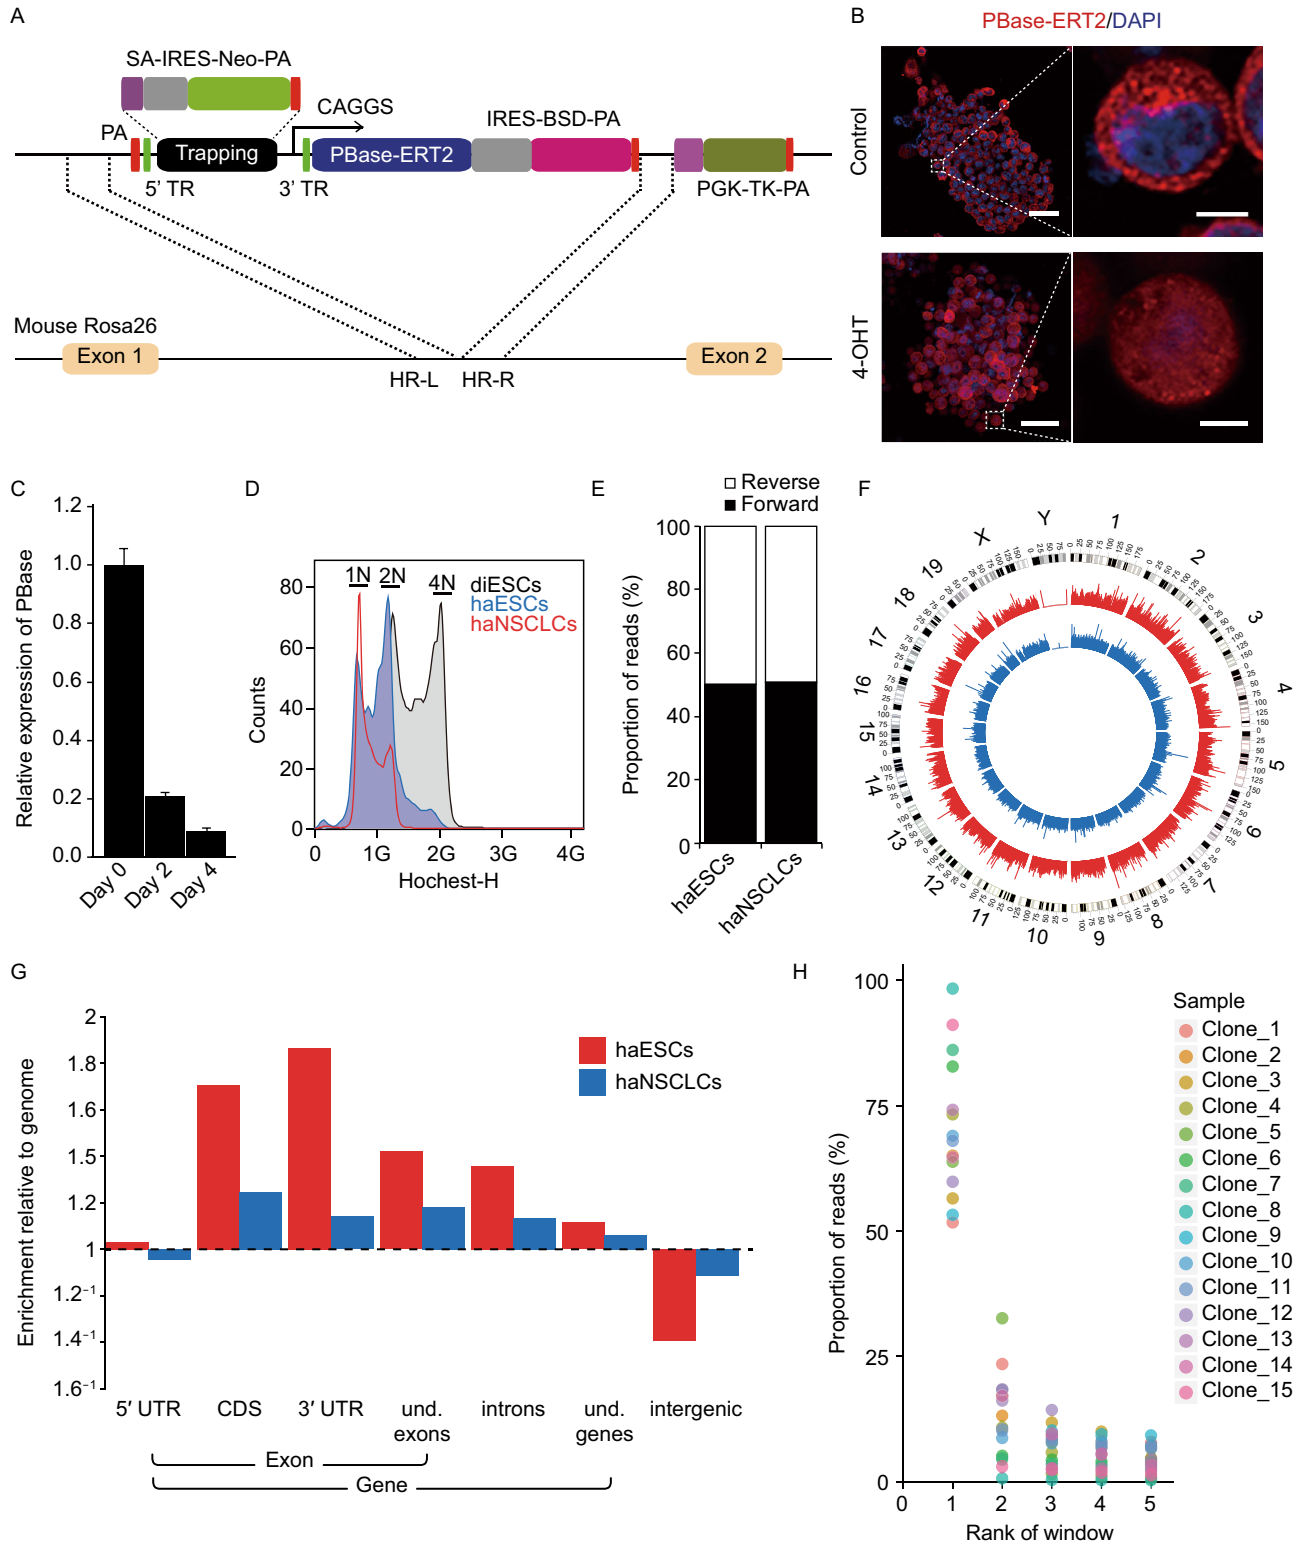 A
SA-IRES-Neo-PA
CAGGS
IRES-BSD-PA
PA
Trapping
PBase-ERT2
5' TR
3' TR
PGK-TK-PA
Mouse Rosa26
Exon 1
Exon 2
HR-L
HR-R
B
PBase-ERT2/DAPI
Control
4-OHT
C
Relative expression of PBase
1.2
1.0
0.8
0.6
0.4
0.2
0.0
Day 0
Day 2
Day 4
D
Counts
80
60
40
20
0
1N
2N
4N
diESCs
haESCs
haNSCLCs
0
1G
2G
3G
4G
Hochest-H
E
Reverse
Forward
Proportion of reads (%)
100
80
60
40
20
0
haESCs
haNSCLCs
F
1
2
3
4
5
6
7
8
9
10
11
12
13
14
15
16
17
18
19
X
Y
G
Enrichment relative to genome
2
1.8
1.6
1.4
1.2
1
1.2⁻¹
1.4⁻¹
1.6⁻¹
haESCs
haNSCLCs
5′ UTR
CDS
3′ UTR
und. exons
introns
und. genes
intergenic
Exon
Gene
H
Proportion of reads (%)
100
75
50
25
0
0
1
2
3
4
5
Rank of window
Sample
Clone_1
Clone_2
Clone_3
Clone_4
Clone_5
Clone_6
Clone_7
Clone_8
Clone_9
Clone_10
Clone_11
Clone_12
Clone_13
Clone_14
Clone_15